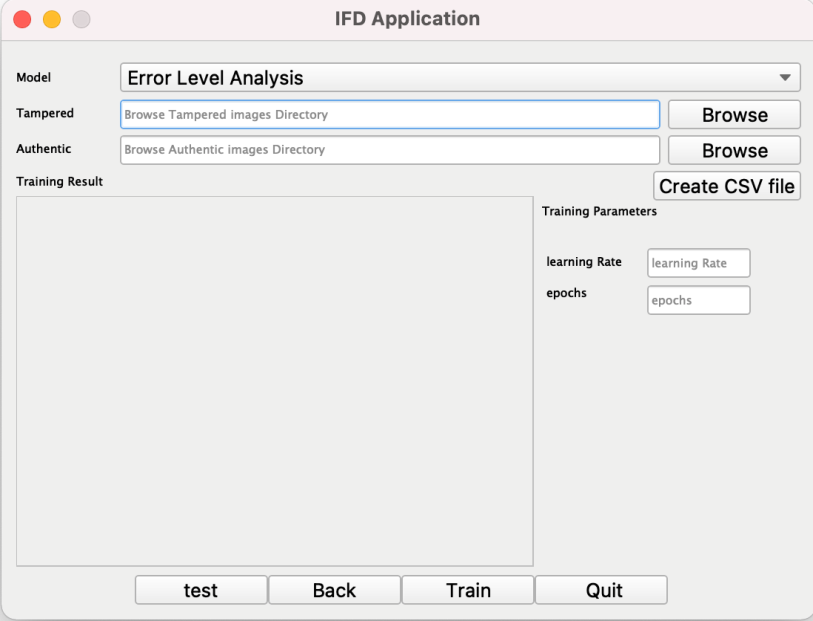 IFD Application
Model
Error Level Analysis
Tampered
Browse Tampered images Directory
Browse
Authentic
Browse Authentic images Directory
Browse
Training Result
Create CSV file
Training Parameters
learning Rate
learning Rate
epochs
epochs
test
Back
Train
Quit